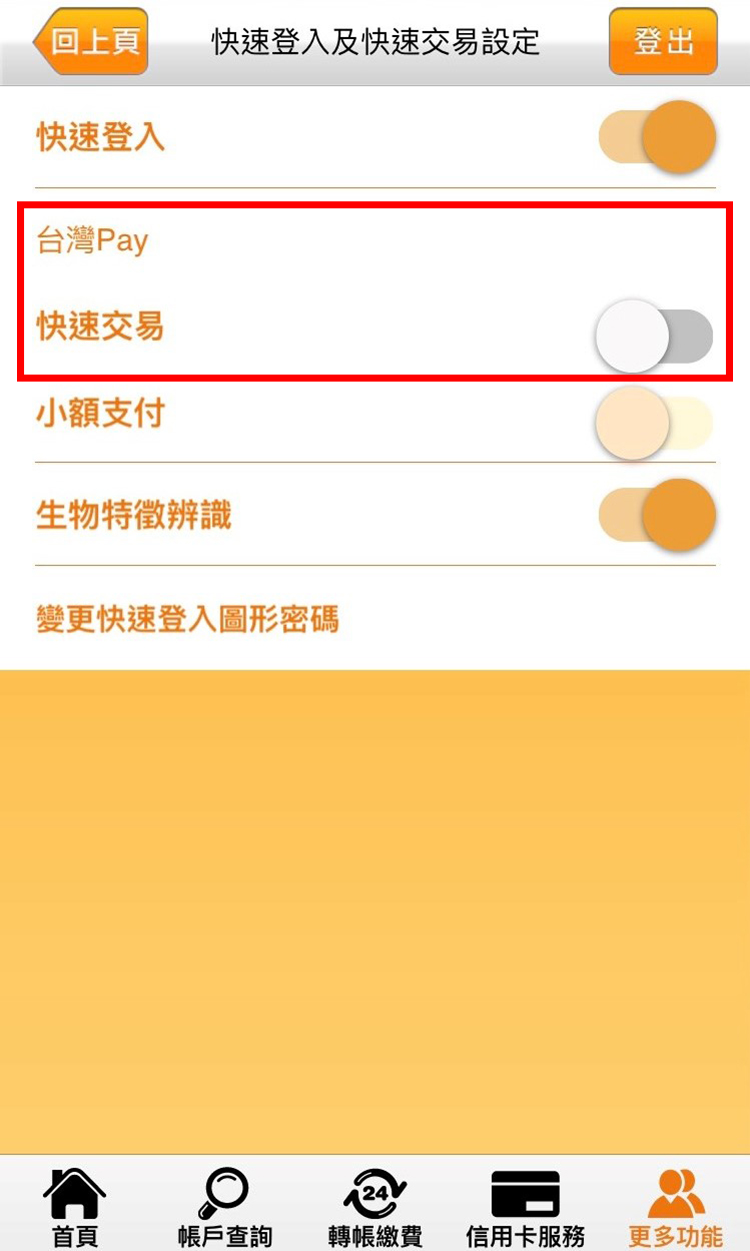 回上頁 快速登入及快速交易設定 登出
快速登入
台灣Pay
快速交易
小額支付
生物特徵辨識
變更快速登入圖形密碼
24
首頁 帳戶查詢 轉帳繳費 信用卡服務 更多功能